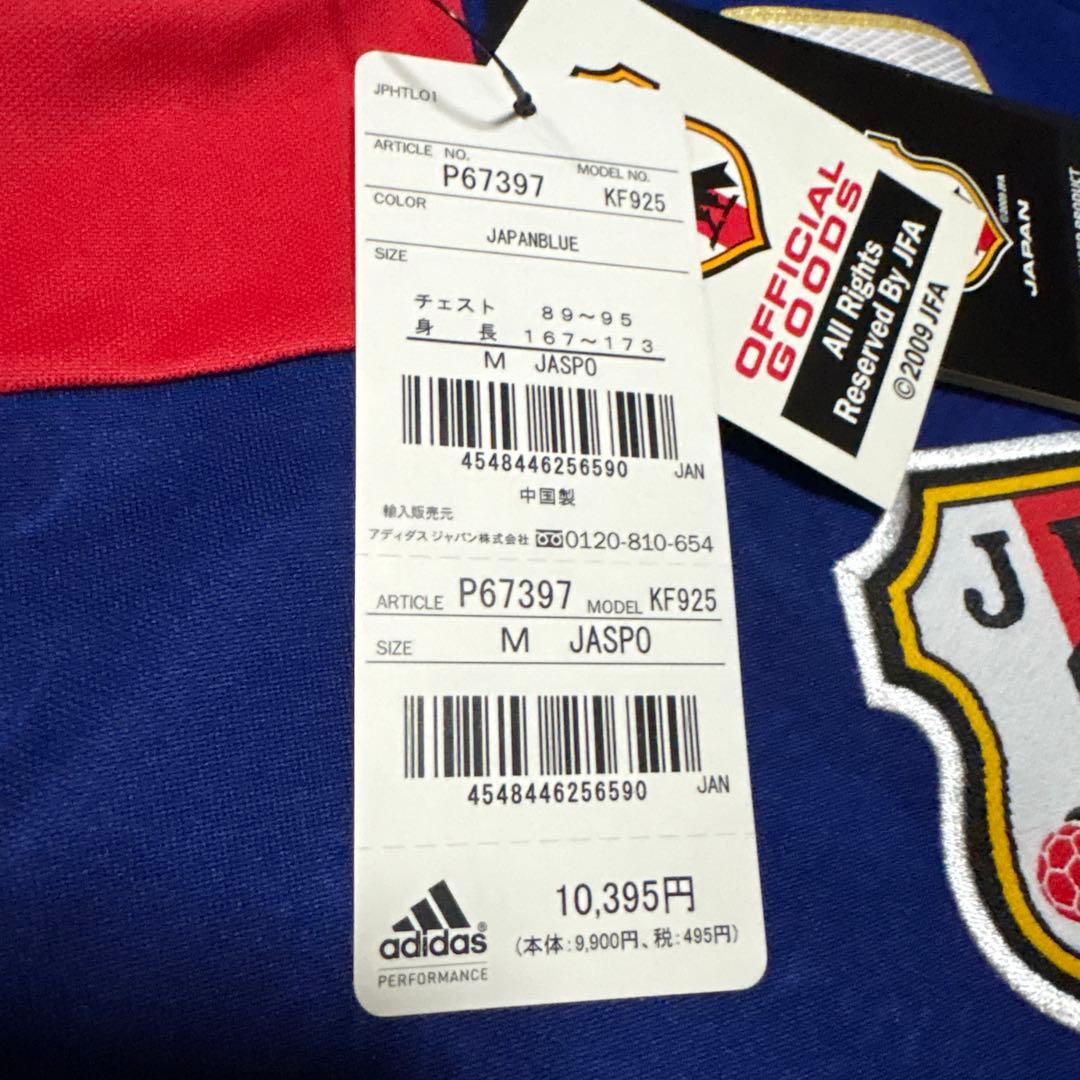 JPHTL01
ARTICLE NO.
MODEL NO.
P67397
KF925
COLOR
JAPANBLUE
SIZE
チェスト 89～95
身長 167～173
M JASPO
4548446256590 JAN
中国製
輸入販売元
アディダス ジャパン株式会社 0120-810-654
ARTICLE P67397 MODEL KF925
SIZE M JASPO
4548446256590 JAN
adidas®
PERFORMANCE
10,395円
(本体:9,900円、税:495円)
OFFICIAL
GOODS
All Rights
Reserved By JFA
©2009 JFA
©2009 JFA
JAPAN
PRODUCT
J